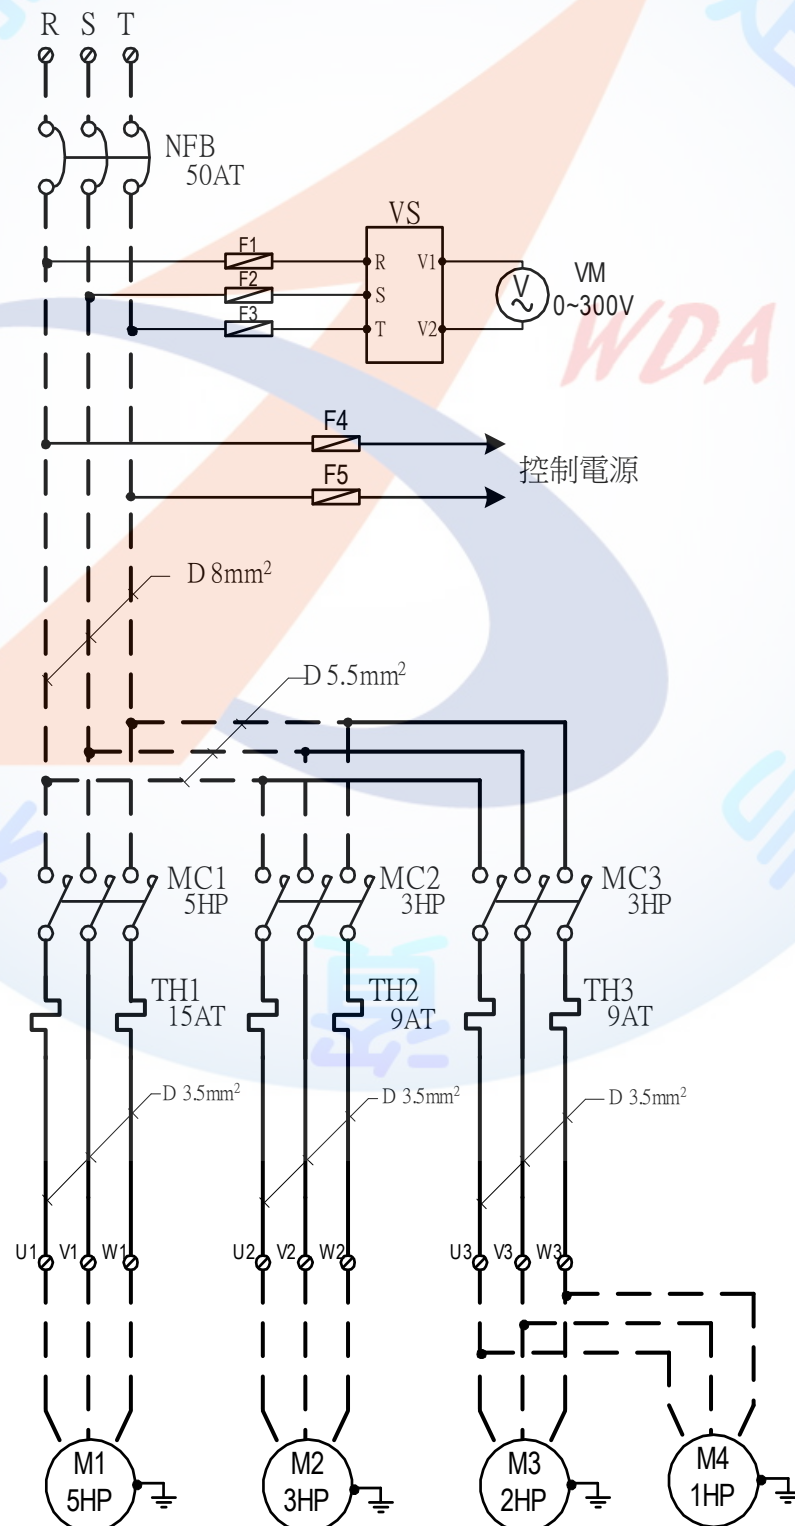 R S T
NFB
50AT
VS
F1
F2
F3
R V1
S
T V2
V
VM
0~300V
WDA
F4
控制電源
F5
D 8mm²
D 5.5mm²
MC1
5HP
MC2
3HP
MC3
3HP
TH1
15AT
TH2
9AT
TH3
9AT
D 3.5mm²
D 3.5mm²
D 3.5mm²
U1 V1 W1
U2 V2 W2
U3 V3 W3
M1
5HP
M2
3HP
M3
2HP
M4
1HP